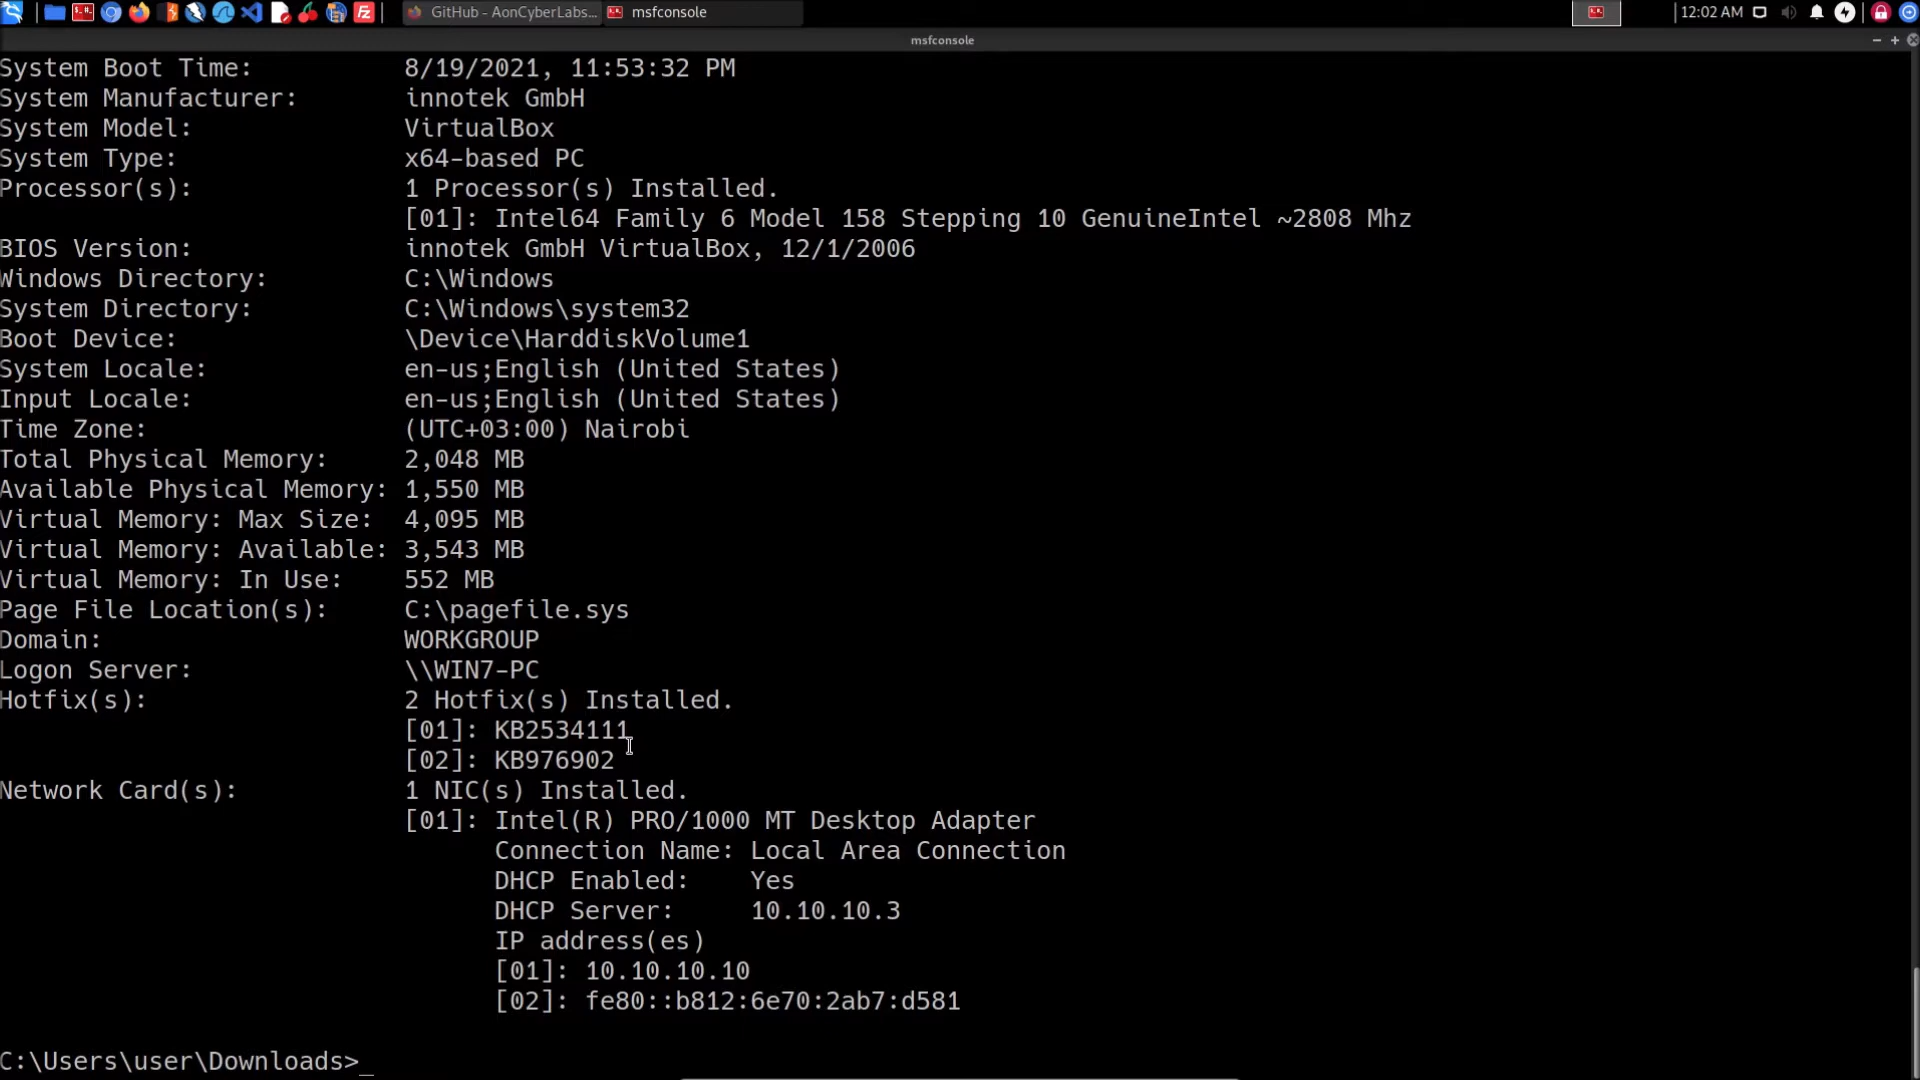 GitHub - AonCyberLabs...
msfconsole
12:02 AM
msfconsole
System Boot Time: 8/19/2021, 11:53:32 PM
System Manufacturer: innotek GmbH
System Model: VirtualBox
System Type: x64-based PC
Processor(s): 1 Processor(s) Installed.
[01]: Intel64 Family 6 Model 158 Stepping 10 GenuineIntel ~2808 Mhz
BIOS Version: innotek GmbH VirtualBox, 12/1/2006
Windows Directory: C:\Windows
System Directory: C:\Windows\system32
Boot Device: \Device\HarddiskVolume1
System Locale: en-us;English (United States)
Input Locale: en-us;English (United States)
Time Zone: (UTC+03:00) Nairobi
Total Physical Memory: 2,048 MB
Available Physical Memory: 1,550 MB
Virtual Memory: Max Size: 4,095 MB
Virtual Memory: Available: 3,543 MB
Virtual Memory: In Use: 552 MB
Page File Location(s): C:\pagefile.sys
Domain: WORKGROUP
Logon Server: \\WIN7-PC
Hotfix(s): 2 Hotfix(s) Installed.
[01]: KB2534111
[02]: KB976902
Network Card(s): 1 NIC(s) Installed.
[01]: Intel(R) PRO/1000 MT Desktop Adapter
Connection Name: Local Area Connection
DHCP Enabled: Yes
DHCP Server: 10.10.10.3
IP address(es)
[01]: 10.10.10.10
[02]: fe80::b812:6e70:2ab7:d581
C:\Users\user\Downloads>_